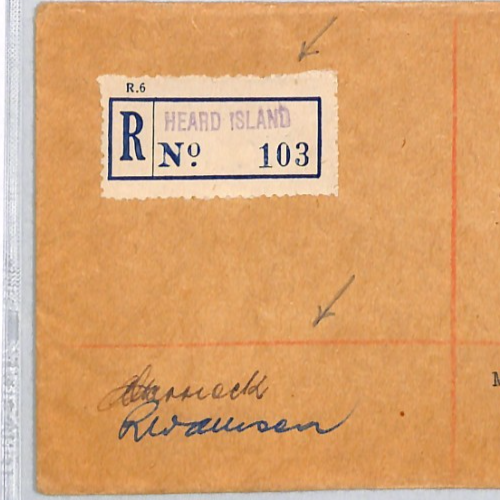 R.6
R HEARD ISLAND
Nº 103
M